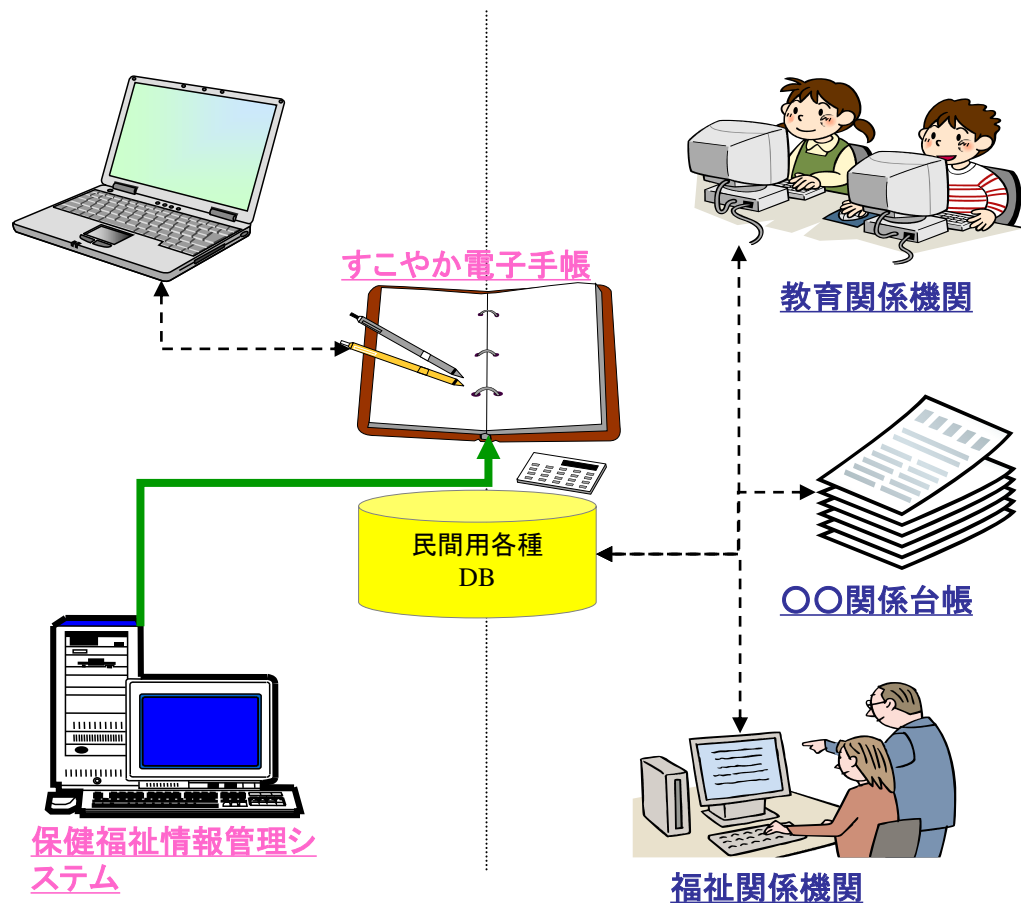 すこやか電子手帳
教育関係機関
民間用各種
DB
〇〇関係台帳
保健福祉情報管理シ
ステム
福祉関係機関